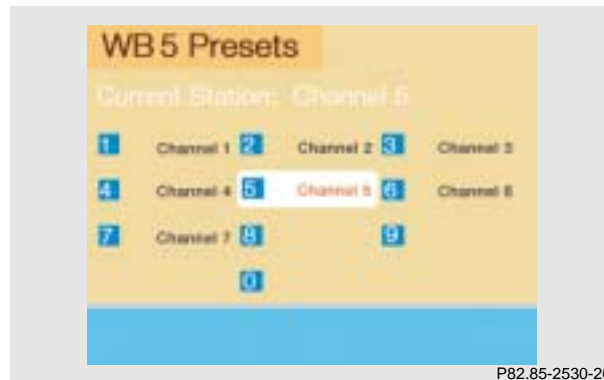 WB 5 Presets
Current Station: Channel 5
1 Channel 1 2 Channel 2 3 Channel 3
4 Channel 4 5 Channel 5 6 Channel 6
7 Channel 7 8 9
0
P82.85-2530-26